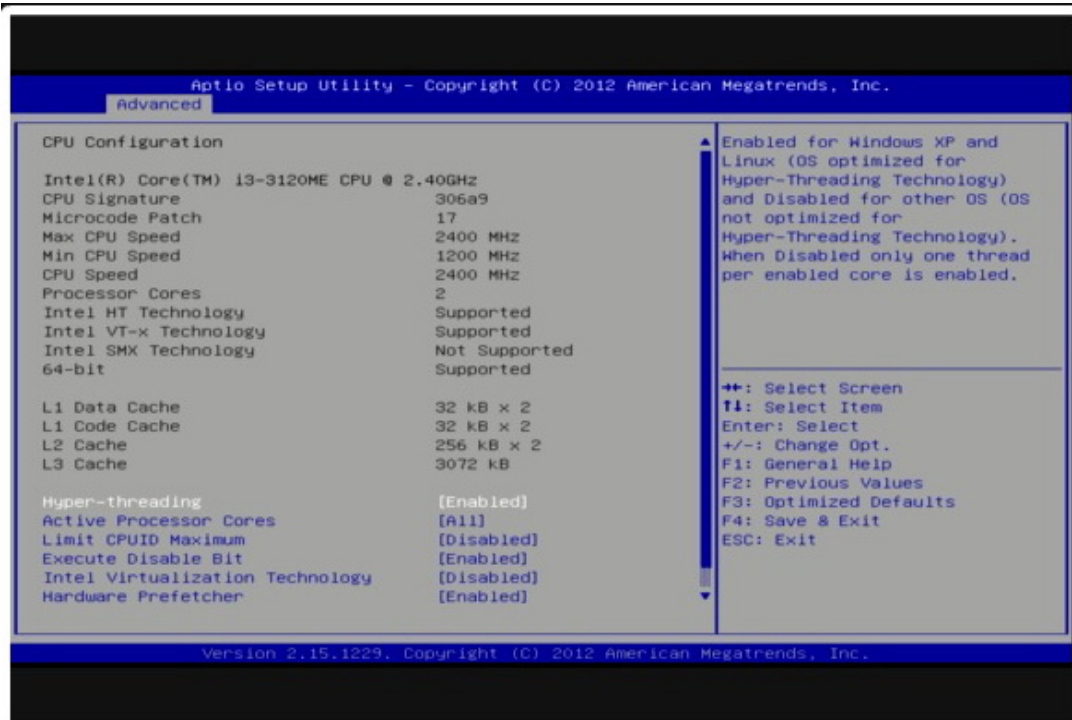 Aptio Setup Utility - Copyright (C) 2012 American Megatrends, Inc.
Advanced
CPU Configuration
Intel(R) Core(TM) i3-3120ME CPU @ 2.40GHz
CPU Signature 306a9
Microcode Patch 17
Max CPU Speed 2400 MHz
Min CPU Speed 1200 MHz
CPU Speed 2400 MHz
Processor Cores 2
Intel HT Technology Supported
Intel VT-x Technology Supported
Intel SMX Technology Not Supported
64-bit Supported
L1 Data Cache 32 kB x 2
L1 Code Cache 32 kB x 2
L2 Cache 256 kB x 2
L3 Cache 3072 kB
Hyper-threading [Enabled]
Active Processor Cores [All]
Limit CPUID Maximum [Disabled]
Execute Disable Bit [Enabled]
Intel Virtualization Technology [Disabled]
Hardware Prefetcher [Enabled]
Enabled for Windows XP and
Linux (OS optimized for
Hyper-Threading Technology)
and Disabled for other OS (OS
not optimized for
Hyper-Threading Technology).
When Disabled only one thread
per enabled core is enabled.
→←: Select Screen
↑↓: Select Item
Enter: Select
+/-: Change Opt.
F1: General Help
F2: Previous Values
F3: Optimized Defaults
F4: Save & Exit
ESC: Exit
Version 2.15.1229. Copyright (C) 2012 American Megatrends, Inc.